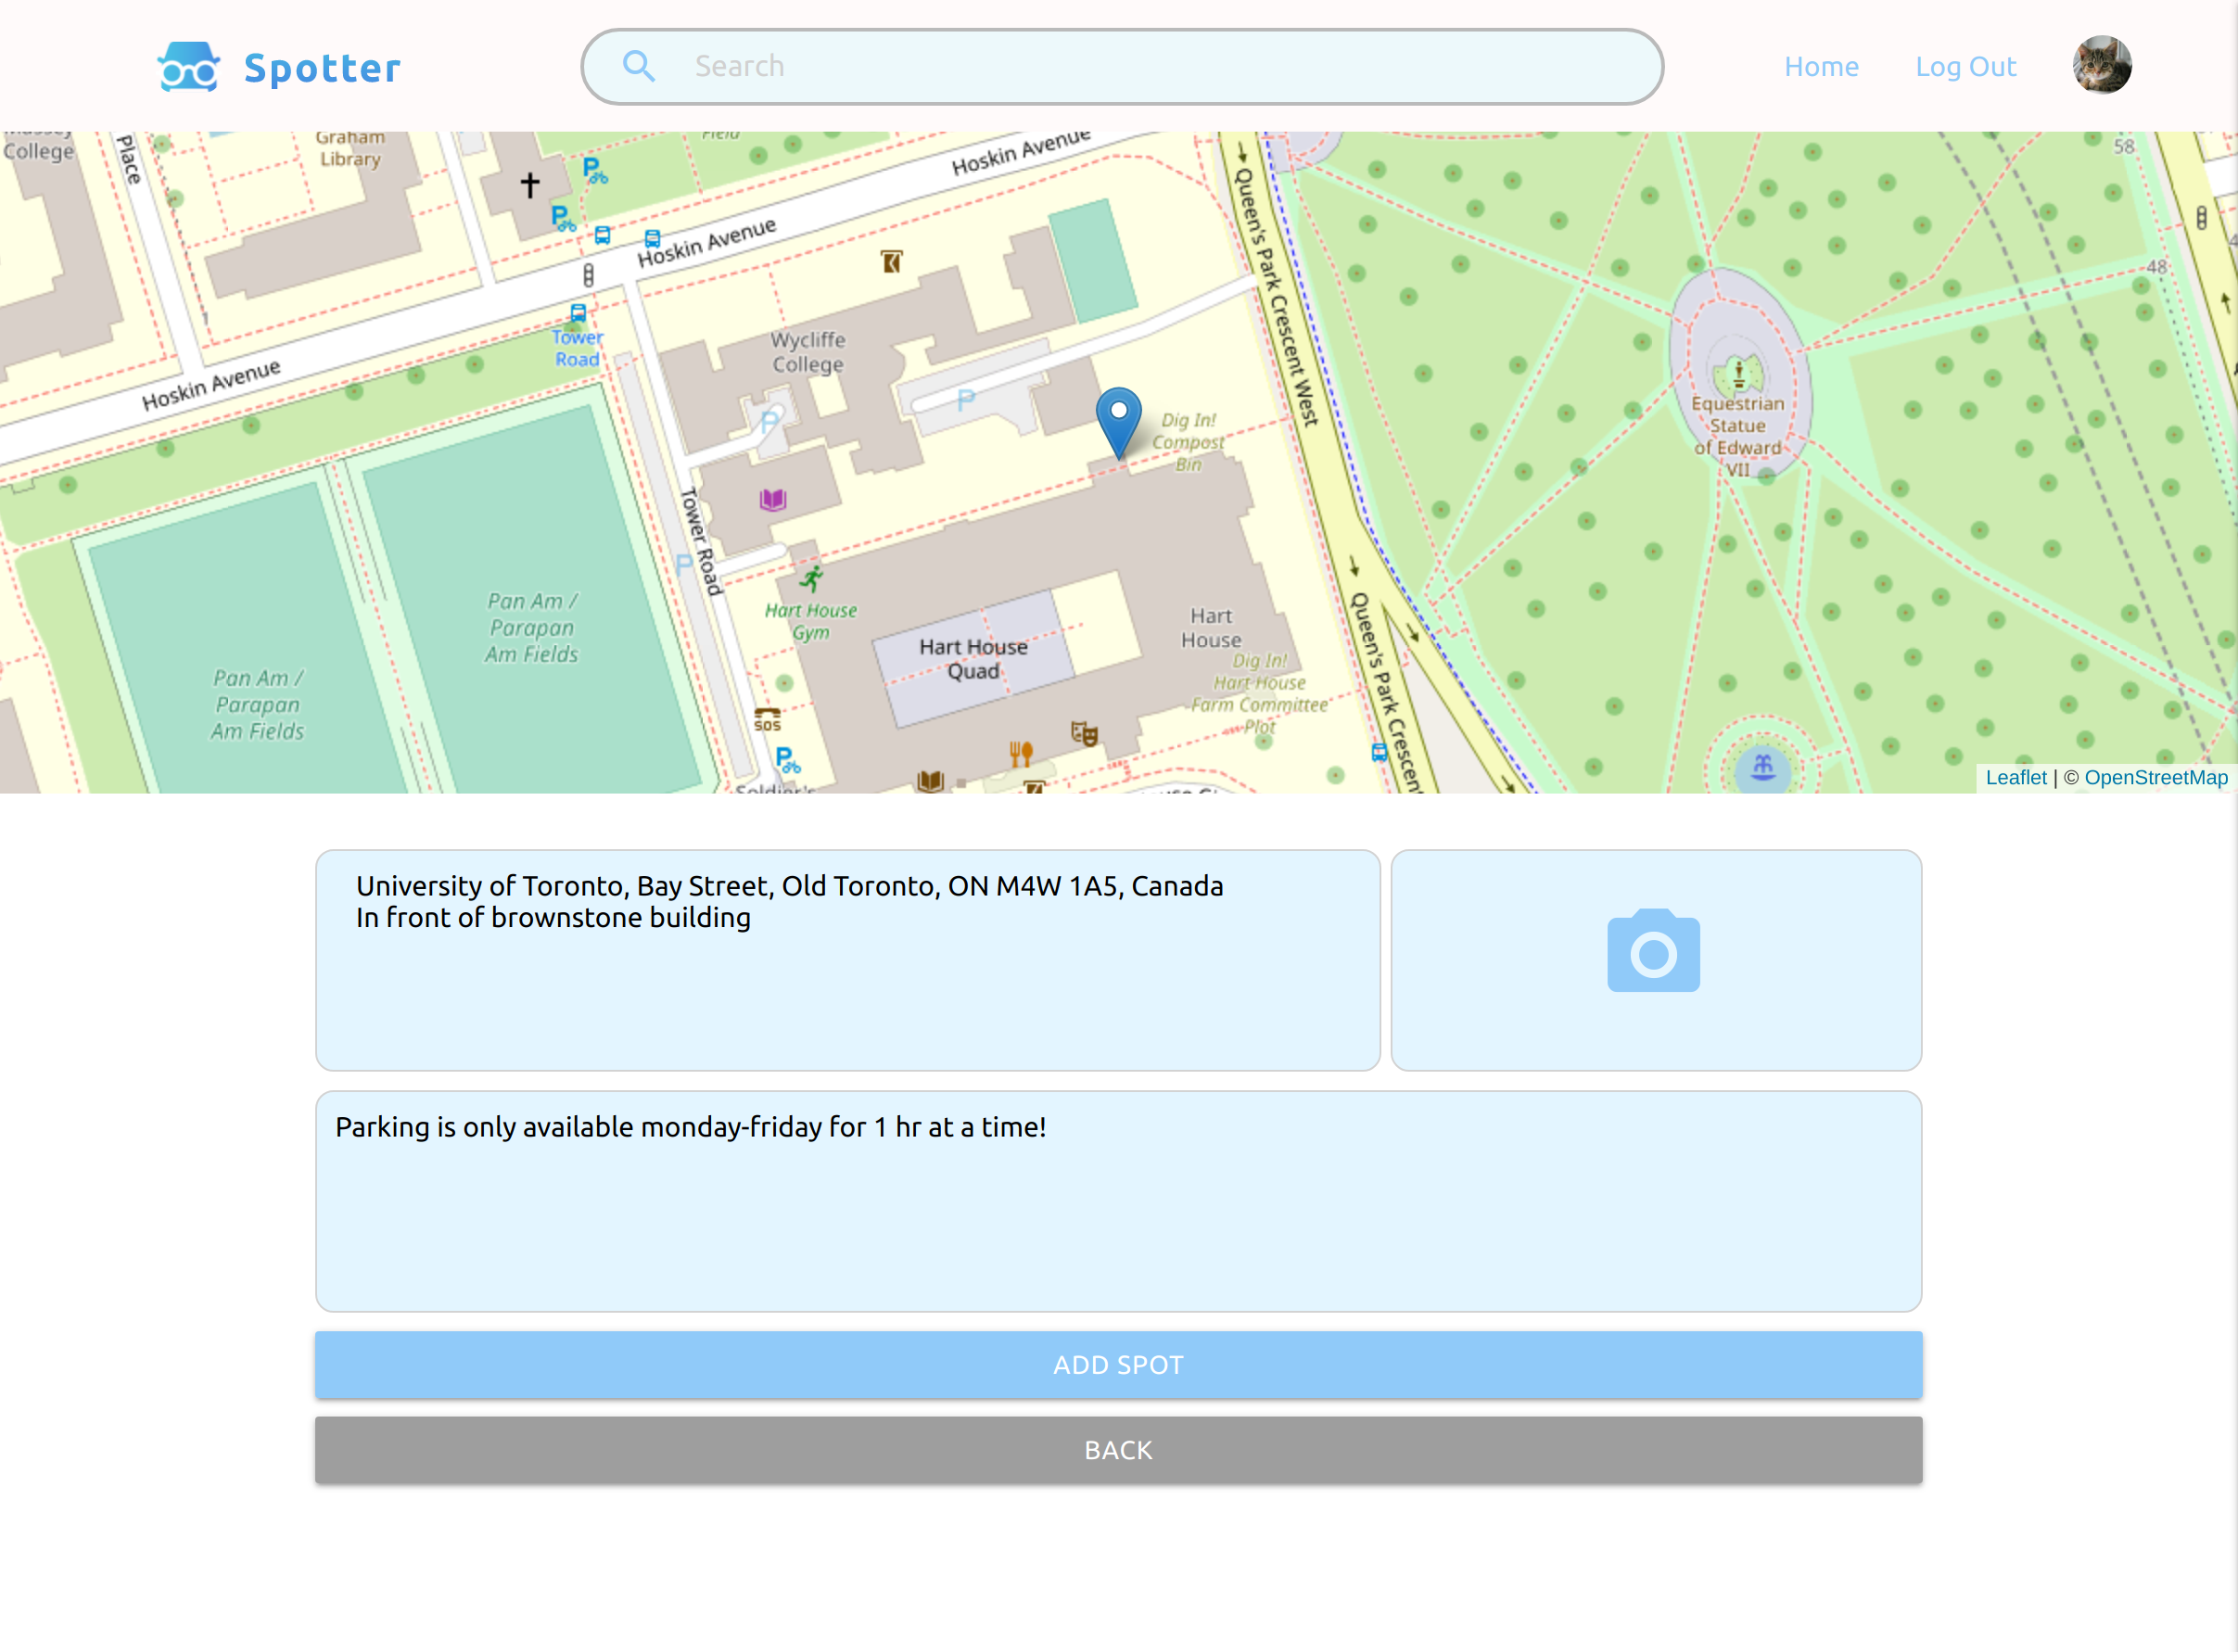 Spotter
Search
Home
Log Out
College
Place
Graham
Library
Field
Hoskin Avenue
58
Queen's Park Crescent West
Hoskin Avenue
48
Tower
Road
Wycliffe
College
Hoskin Avenue
P
P
Dig In!
Compost
Bin
Equestrian
Statue
of Edward
VII
Tower Road
P
Pan Am /
Parapan
Am Fields
Hart House
Gym
Hart House
Quad
Hart
House
Queen's Park Crescent
Pan Am /
Parapan
Am Fields
Dig In!
Hart House
Farm Committee
Plot
SOS
Soldier's
Leaflet | © OpenStreetMap
University of Toronto, Bay Street, Old Toronto, ON M4W 1A5, Canada
In front of brownstone building
Parking is only available monday-friday for 1 hr at a time!
ADD SPOT
BACK